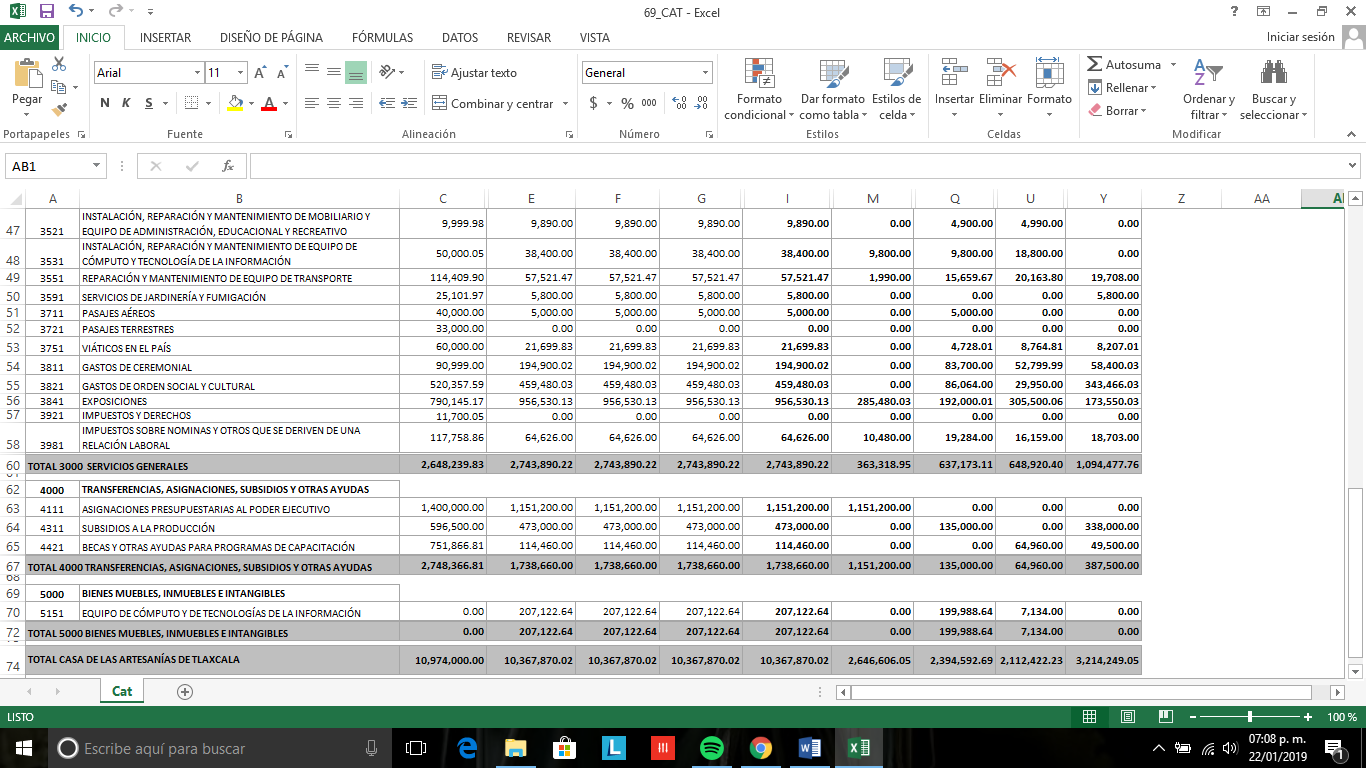 69_CAT - Excel
ARCHIVO INICIO INSERTAR DISEÑO DE PÁGINA FÓRMULAS DATOS REVISAR VISTA Iniciar sesión
Pegar
Arial 11
N K S
Ajustar texto
Combinar y centrar
General
$ % 000
Formato condicional
Dar formato como tabla
Estilos de celda
Insertar Eliminar Formato
Autosuma
Rellenar
Borrar
Ordenar y filtrar
Buscar y seleccionar
Portapapeles Fuente Alineación Número Estilos Celdas Modificar
AB1 fx
A B C E F G I M Q U Y Z AA
47 3521 INSTALACIÓN, REPARACIÓN Y MANTENIMIENTO DE MOBILIARIO Y EQUIPO DE ADMINISTRACIÓN, EDUCACIONAL Y RECREATIVO 9,999.98 9,890.00 9,890.00 9,890.00 9,890.00 0.00 4,900.00 4,990.00 0.00
48 3531 INSTALACIÓN, REPARACIÓN Y MANTENIMIENTO DE EQUIPO DE CÓMPUTO Y TECNOLOGÍA DE LA INFORMACIÓN 50,000.05 38,400.00 38,400.00 38,400.00 38,400.00 9,800.00 9,800.00 18,800.00 0.00
49 3551 REPARACIÓN Y MANTENIMIENTO DE EQUIPO DE TRANSPORTE 114,409.90 57,521.47 57,521.47 57,521.47 57,521.47 1,990.00 15,659.67 20,163.80 19,708.00
50 3591 SERVICIOS DE JARDINERÍA Y FUMIGACIÓN 25,101.97 5,800.00 5,800.00 5,800.00 5,800.00 0.00 0.00 0.00 5,800.00
51 3711 PASAJES AÉREOS 40,000.00 5,000.00 5,000.00 5,000.00 5,000.00 0.00 5,000.00 0.00 0.00
52 3721 PASAJES TERRESTRES 33,000.00 0.00 0.00 0.00 0.00 0.00 0.00 0.00 0.00
53 3751 VIÁTICOS EN EL PAÍS 60,000.00 21,699.83 21,699.83 21,699.83 21,699.83 0.00 4,728.01 8,764.81 8,207.01
54 3811 GASTOS DE CEREMONIAL 90,999.00 194,900.02 194,900.02 194,900.02 194,900.02 0.00 83,700.00 52,799.99 58,400.03
55 3821 GASTOS DE ORDEN SOCIAL Y CULTURAL 520,357.59 459,480.03 459,480.03 459,480.03 459,480.03 0.00 86,064.00 29,950.00 343,466.03
56 3841 EXPOSICIONES 790,145.17 956,530.13 956,530.13 956,530.13 956,530.13 285,480.03 192,000.01 305,500.06 173,550.03
57 3921 IMPUESTOS Y DERECHOS 11,700.05 0.00 0.00 0.00 0.00 0.00 0.00 0.00 0.00
58 3981 IMPUESTOS SOBRE NOMINAS Y OTROS QUE SE DERIVEN DE UNA RELACIÓN LABORAL 117,758.86 64,626.00 64,626.00 64,626.00 64,626.00 10,480.00 19,284.00 16,159.00 18,703.00
60 TOTAL 3000 SERVICIOS GENERALES 2,648,239.83 2,743,890.22 2,743,890.22 2,743,890.22 2,743,890.22 363,318.95 637,173.11 648,920.40 1,094,477.76
62 4000 TRANSFERENCIAS, ASIGNACIONES, SUBSIDIOS Y OTRAS AYUDAS
63 4111 ASIGNACIONES PRESUPUESTARIAS AL PODER EJECUTIVO 1,400,000.00 1,151,200.00 1,151,200.00 1,151,200.00 1,151,200.00 1,151,200.00 0.00 0.00 0.00
64 4311 SUBSIDIOS A LA PRODUCCIÓN 596,500.00 473,000.00 473,000.00 473,000.00 473,000.00 0.00 135,000.00 0.00 338,000.00
65 4421 BECAS Y OTRAS AYUDAS PARA PROGRAMAS DE CAPACITACIÓN 751,866.81 114,460.00 114,460.00 114,460.00 114,460.00 0.00 0.00 64,960.00 49,500.00
67 TOTAL 4000 TRANSFERENCIAS, ASIGNACIONES, SUBSIDIOS Y OTRAS AYUDAS 2,748,366.81 1,738,660.00 1,738,660.00 1,738,660.00 1,738,660.00 1,151,200.00 135,000.00 64,960.00 387,500.00
68
69 5000 BIENES MUEBLES, INMUEBLES E INTANGIBLES
70 5151 EQUIPO DE CÓMPUTO Y DE TECNOLOGÍAS DE LA INFORMACIÓN 0.00 207,122.64 207,122.64 207,122.64 207,122.64 0.00 199,988.64 7,134.00 0.00
72 TOTAL 5000 BIENES MUEBLES, INMUEBLES E INTANGIBLES 0.00 207,122.64 207,122.64 207,122.64 207,122.64 0.00 199,988.64 7,134.00 0.00
74 TOTAL CASA DE LAS ARTESANÍAS DE TLAXCALA 10,974,000.00 10,367,870.02 10,367,870.02 10,367,870.02 10,367,870.02 2,646,606.05 2,394,592.69 2,112,422.23 3,214,249.05
Cat
LISTO 100 %
Escribe aquí para buscar
07:08 p. m.
22/01/2019
1